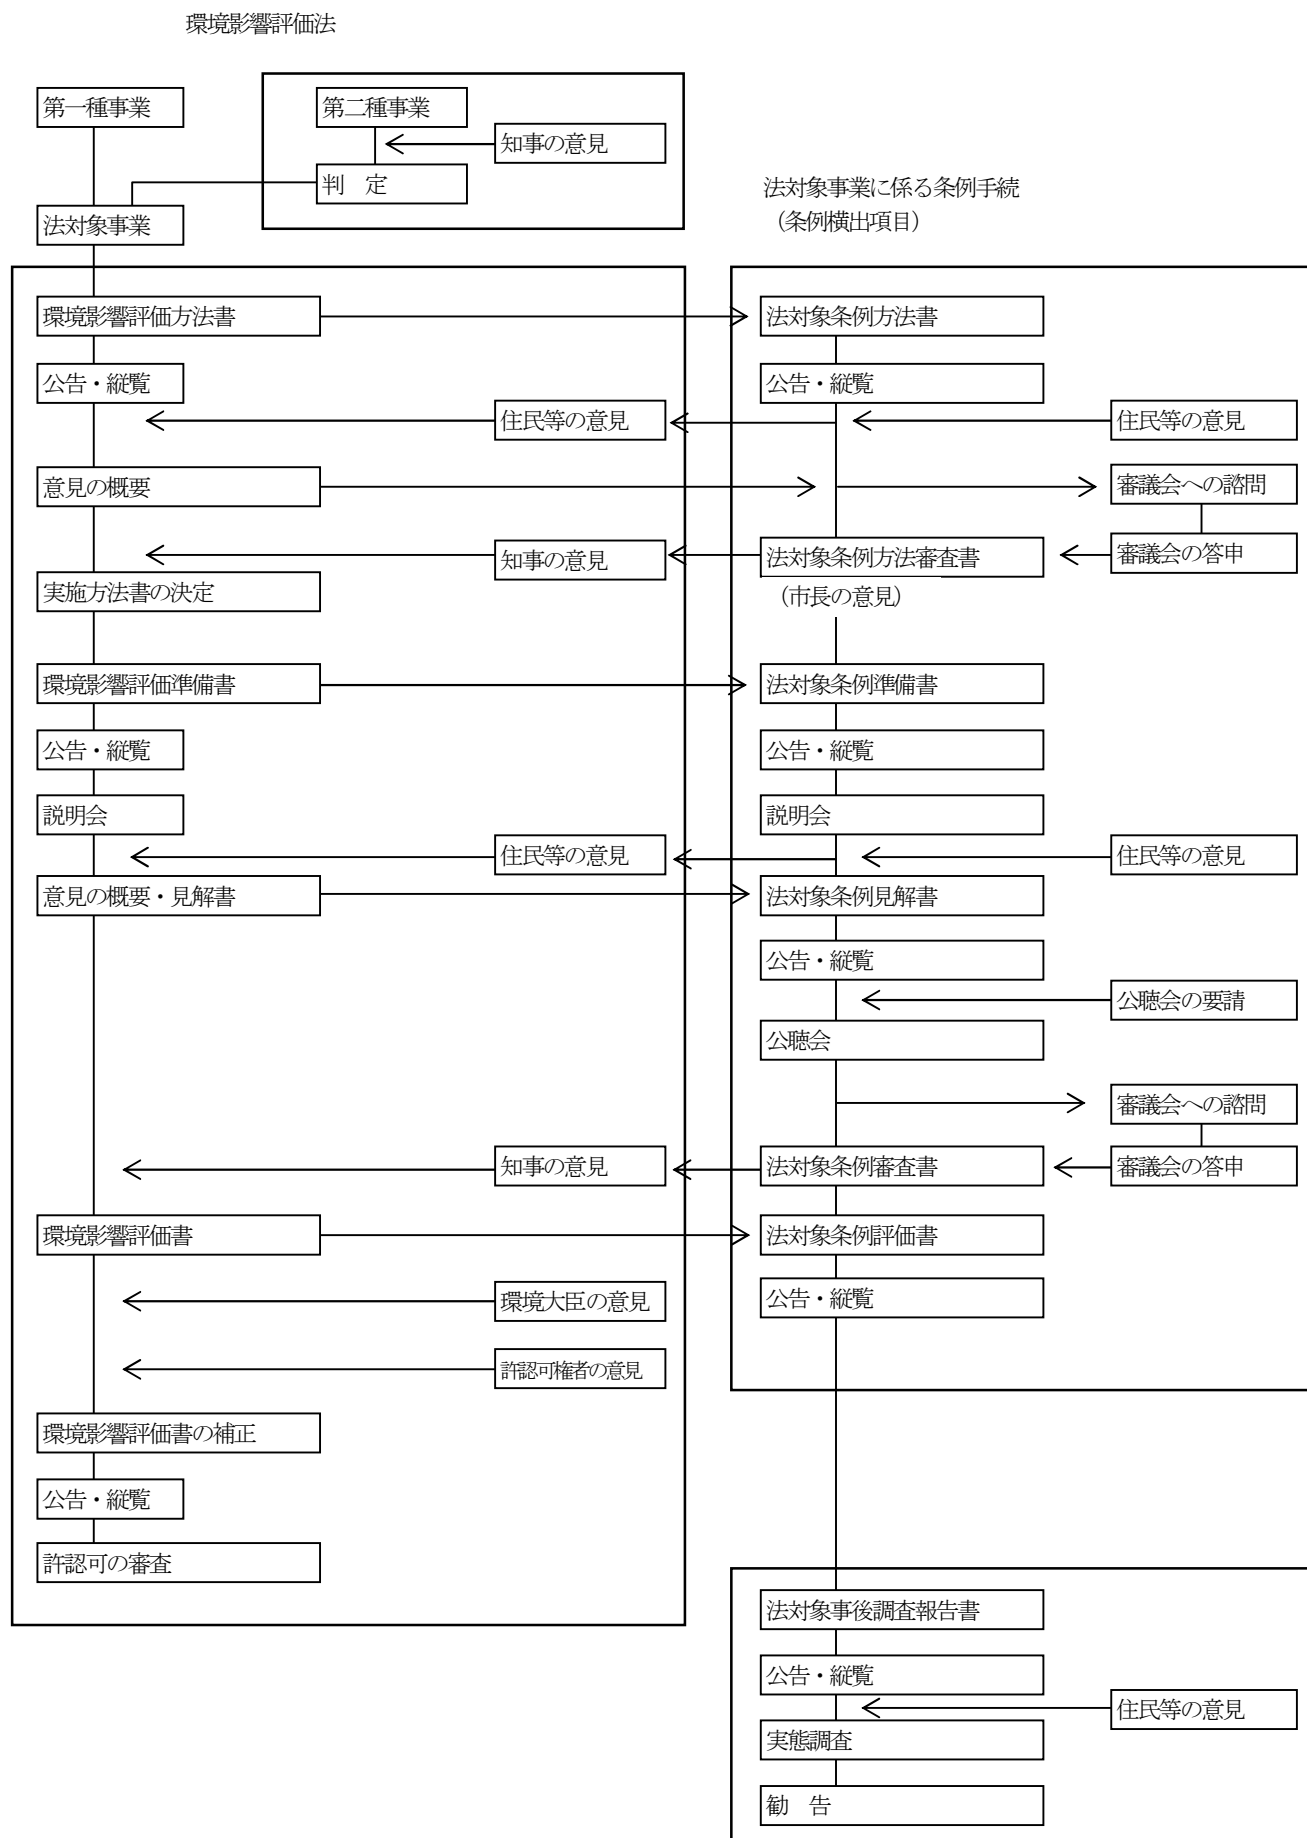 環境影響評価法
第一種事業
第二種事業
知事の意見
判　定
法対象事業に係る条例手続
（条例横出項目）
法対象事業
環境影響評価方法書
法対象条例方法書
公告・縦覧
公告・縦覧
住民等の意見
住民等の意見
意見の概要
審議会への諮問
知事の意見
法対象条例方法審査書
審議会の答申
実施方法書の決定
（市長の意見）
環境影響評価準備書
法対象条例準備書
公告・縦覧
公告・縦覧
説明会
説明会
住民等の意見
住民等の意見
意見の概要・見解書
法対象条例見解書
公告・縦覧
公聴会の要請
公聴会
審議会への諮問
知事の意見
法対象条例審査書
審議会の答申
環境影響評価書
法対象条例評価書
環境大臣の意見
公告・縦覧
許認可権者の意見
環境影響評価書の補正
公告・縦覧
許認可の審査
法対象事後調査報告書
公告・縦覧
住民等の意見
実態調査
勧　告